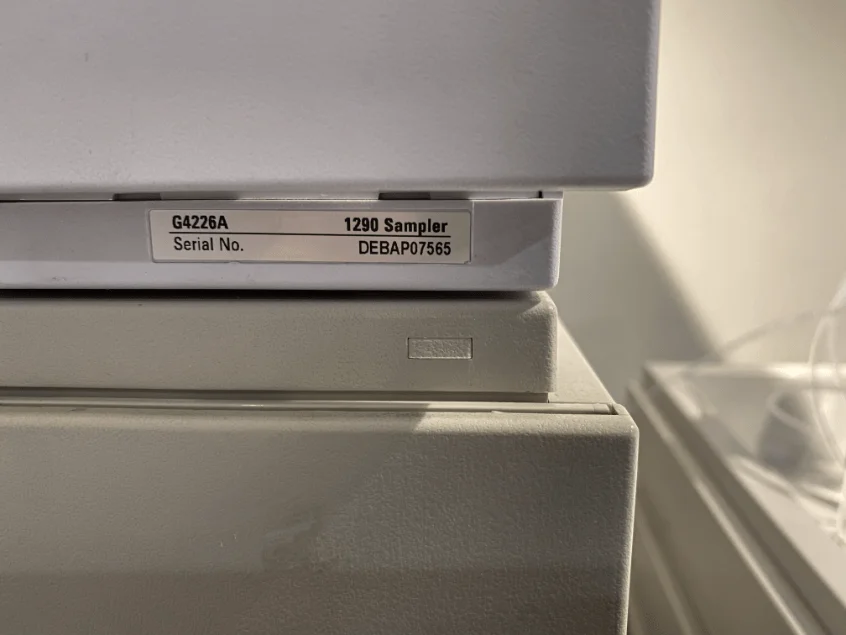 G4226A 1290 Sampler
Serial No. DEBAP07565